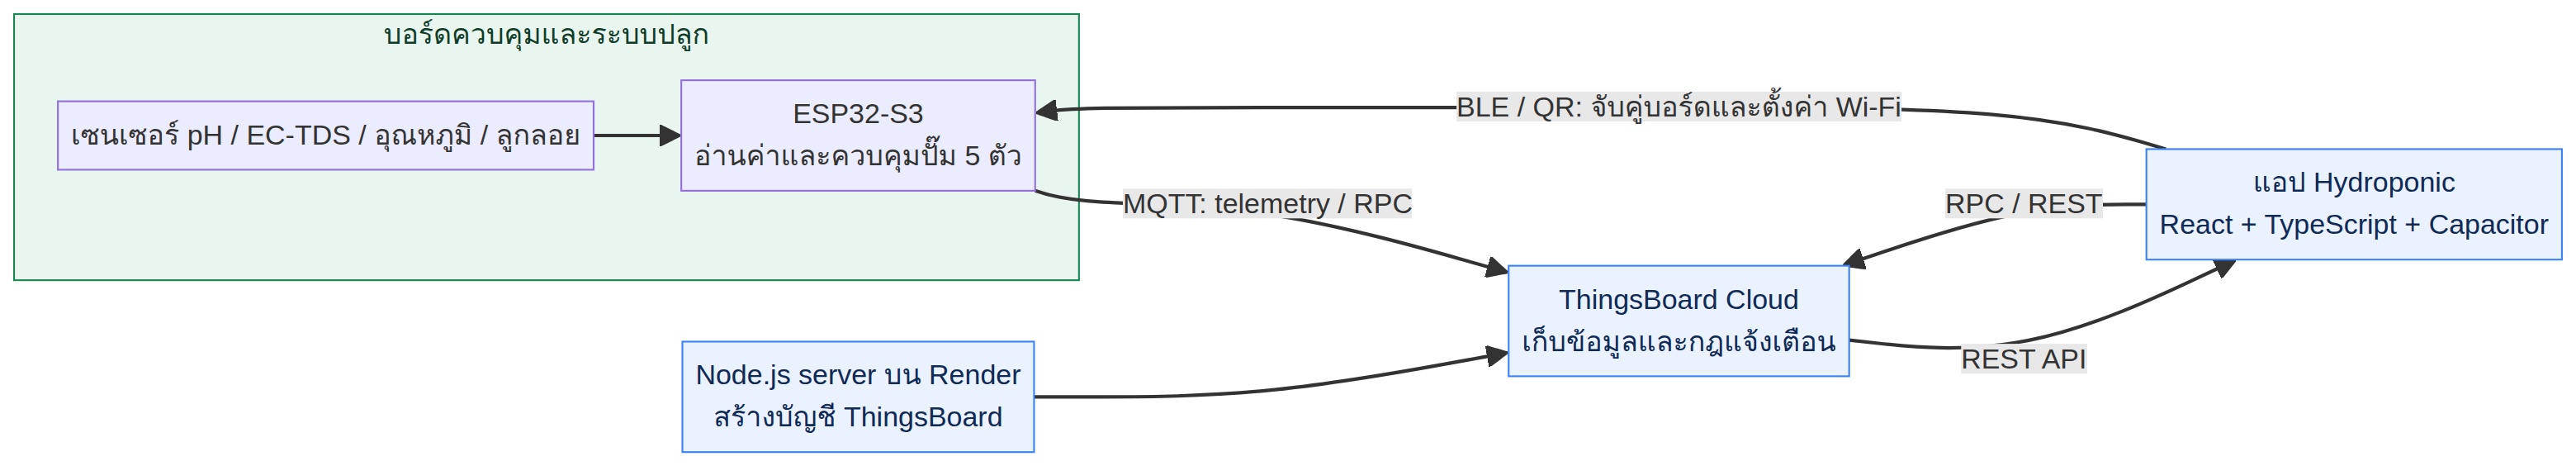 บอร์ดควบคุมและระบบปลูก
เซนเซอร์ pH / EC-TDS / อุณหภูมิ / ลูกลอย
ESP32-S3
อ่านค่าและควบคุมปั๊ม 5 ตัว
BLE / QR: จับคู่บอร์ดและตั้งค่า Wi-Fi
MQTT: telemetry / RPC
RPC / REST
แอป Hydroponic
React + TypeScript + Capacitor
ThingsBoard Cloud
เก็บข้อมูลและกฎแจ้งเตือน
REST API
Node.js server บน Render
สร้างบัญชี ThingsBoard